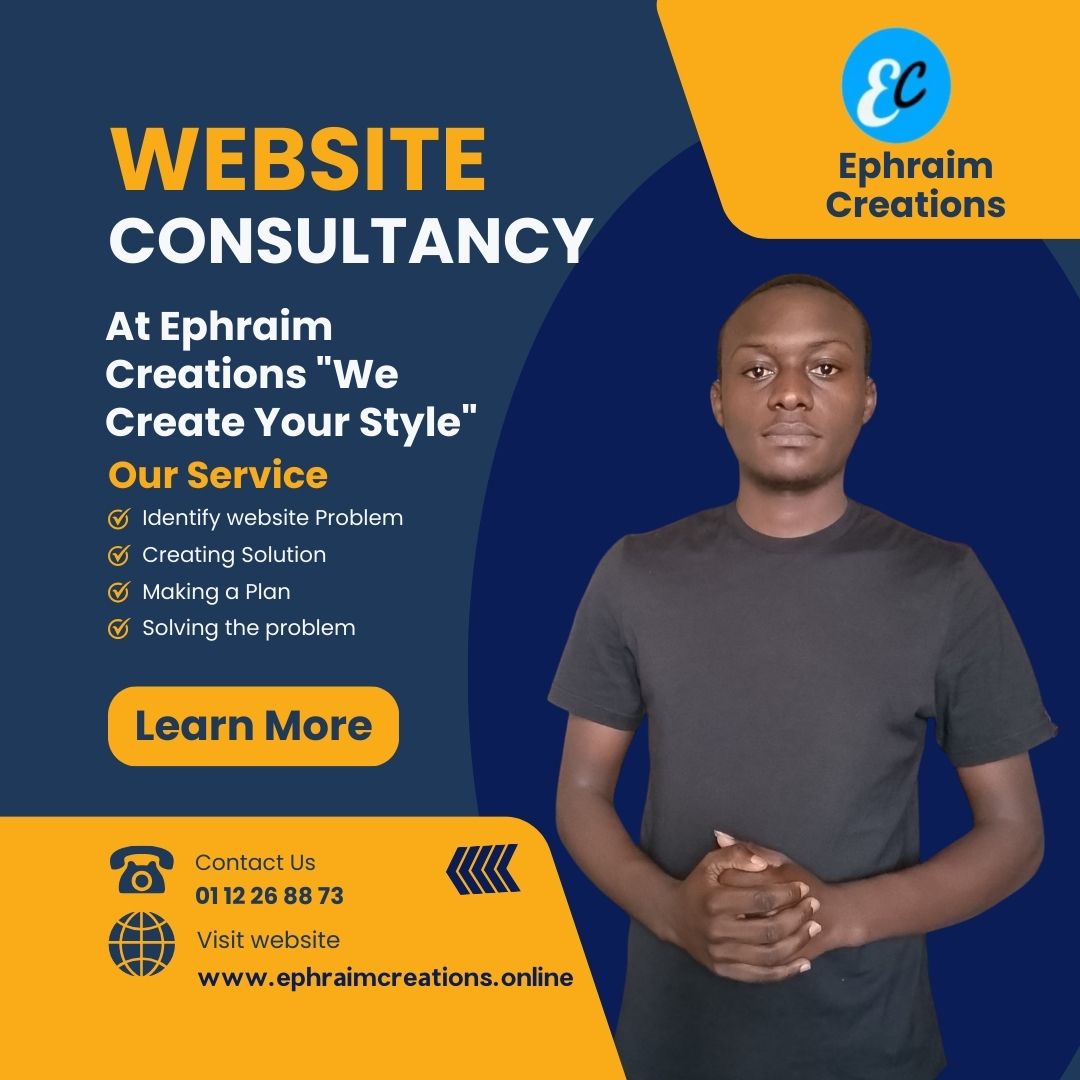 EC
Ephraim
Creations
WEBSITE
CONSULTANCY
At Ephraim
Creations "We
Create Your Style"
Our Service
Identify website Problem
Creating Solution
Making a Plan
Solving the problem
Learn More
Contact Us
01 12 26 88 73
Visit website
www.ephraimcreations.online